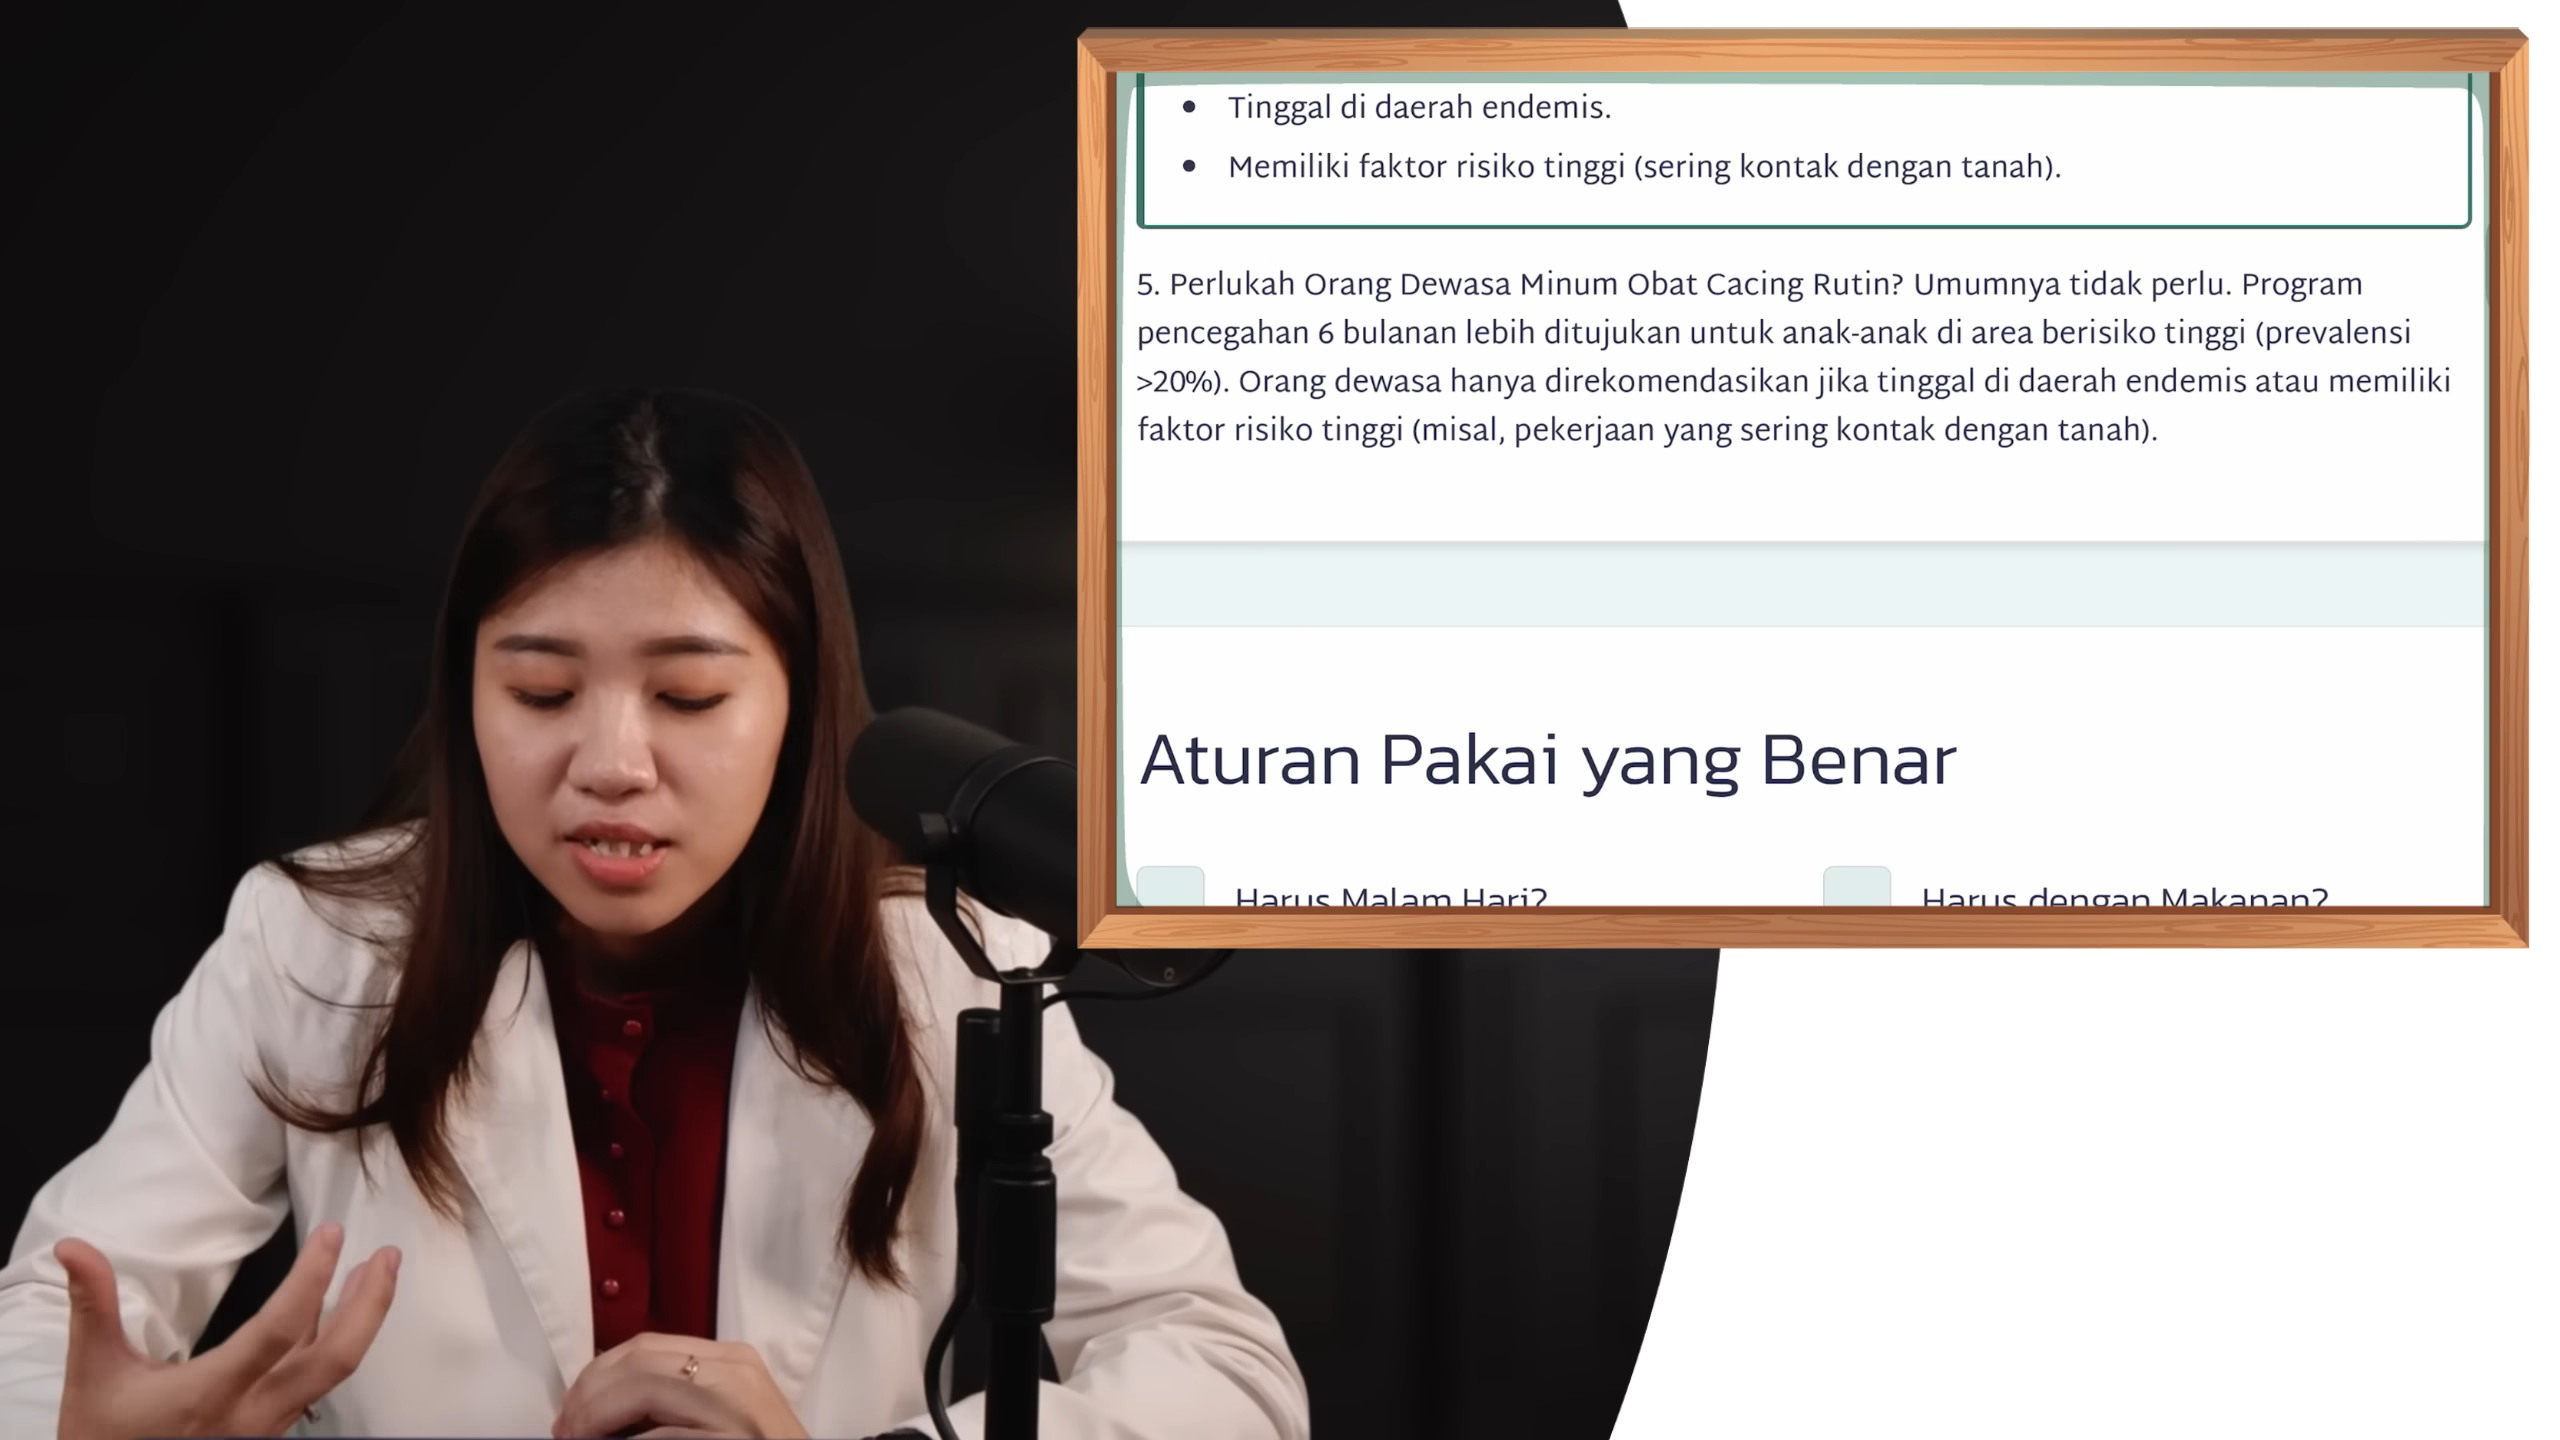 Tinggal di daerah endemis.
Memiliki faktor risiko tinggi (sering kontak dengan tanah).
5. Perlukah Orang Dewasa Minum Obat Cacing Rutin? Umumnya tidak perlu. Program
pencegahan 6 bulanan lebih ditujukan untuk anak-anak di area berisiko tinggi (prevalensi
>20%). Orang dewasa hanya direkomendasikan jika tinggal di daerah endemis atau memiliki
faktor risiko tinggi (misal, pekerjaan yang sering kontak dengan tanah).
Aturan Pakai yang Benar
Harus Malam Hari?
Harus dengan Makanan?